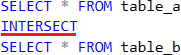 SELECT * FROM table_a
INTERSECT
SELECT * FROM table_b